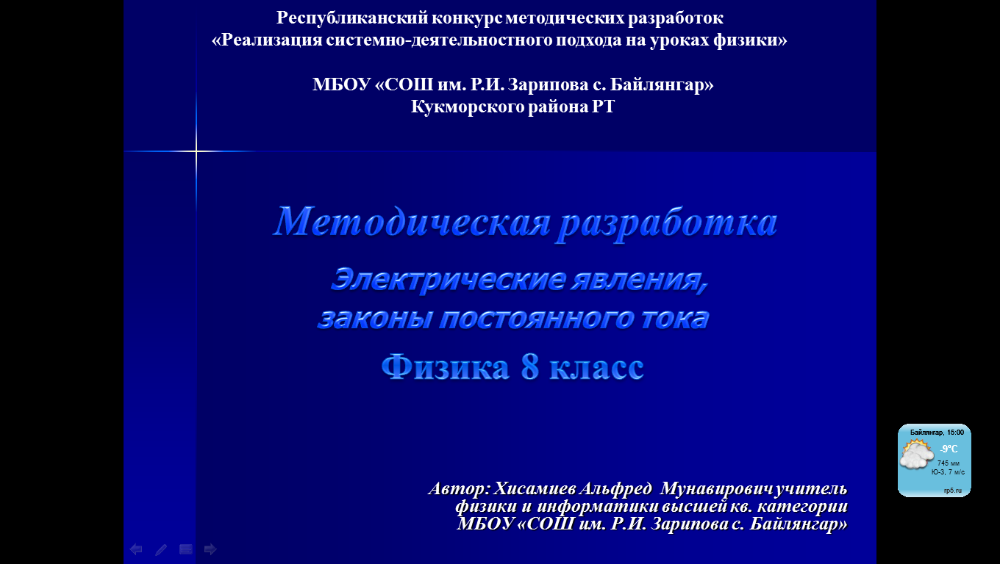 Республиканский конкурс методических разработок
«Реализация системно-деятельностного подхода на уроках физики»
МБОУ «СОШ им. Р.И. Зарипова с. Байлянгар»
Кукморского района РТ
Методическая разработка
Электрические явления,
законы постоянного тока
Физика 8 класс
Автор: Хисамиев Альфред Мунавирович учитель
физики и информатики высшей кв. категории
МБОУ «СОШ им. Р.И. Зарипова с. Байлянгар»
Байлянгар, 15:00
-9°C
745 мм
Ю-З, 7 м/с
rp5.ru